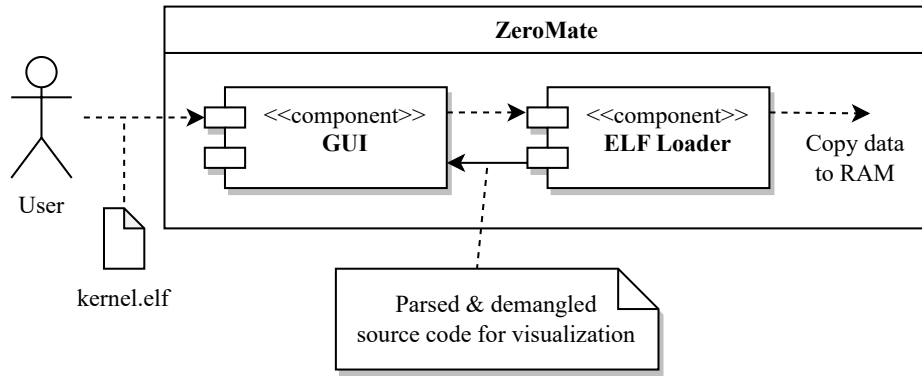 ZeroMate
<<component>>
GUI
<<component>>
ELF Loader
Copy data
to RAM
User
kernel.elf
Parsed & demangled
source code for visualization